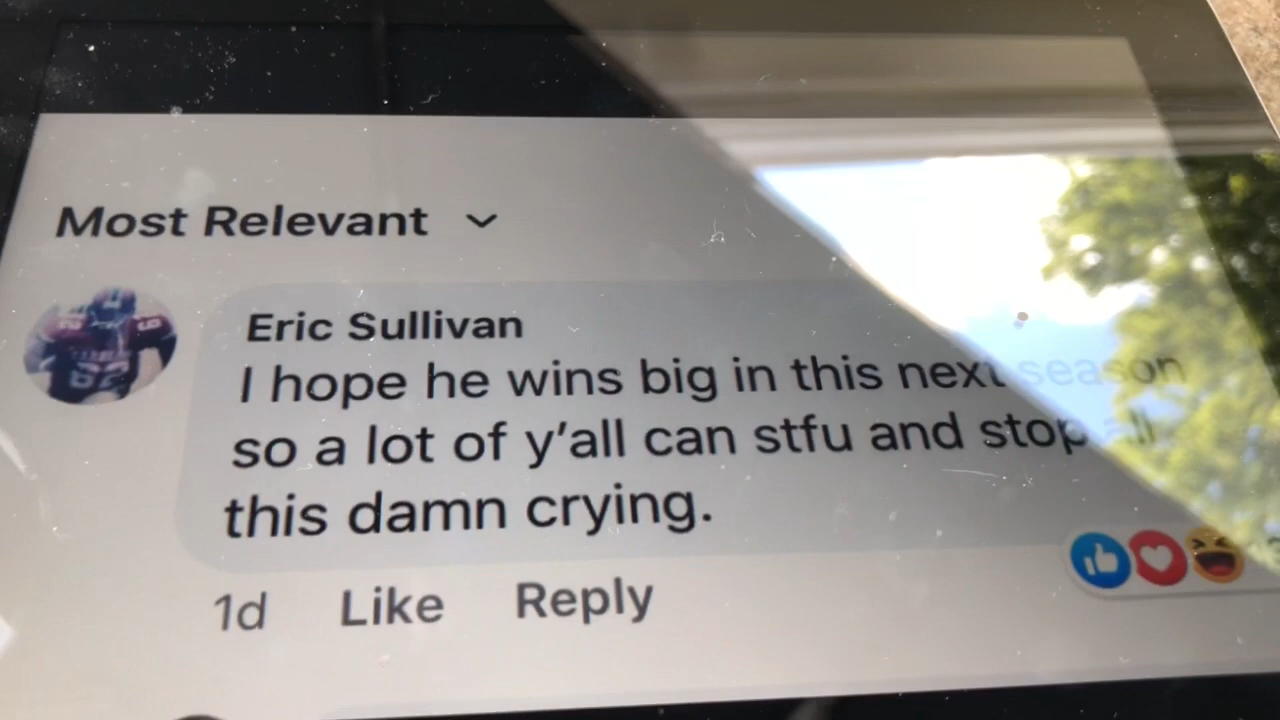 Most Relevant
Eric Sullivan
I hope he wins big in this next season
so a lot of y'all can stfu and stop all
this damn crying.
1d Like Reply